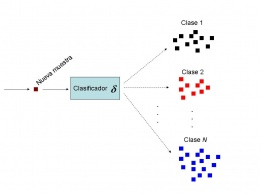 Clase 1
Nueva muestra
Clasificador δ
Clase 2
Clase N